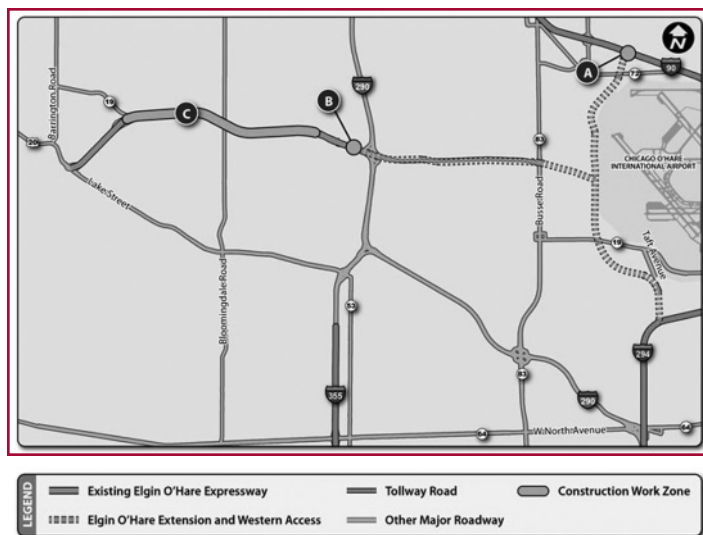 N
A
90
72
B
290
19
C
Barrington Road
20
83
CHICAGO O'HARE
INTERNATIONAL AIRPORT
Lake Street
Busse Road
19
Taft Avenue
Bloomingdale Road
53
294
83
355
290
64
W North Avenue
64
LEGEND
Existing Elgin O'Hare Expressway
Tollway Road
Construction Work Zone
Elgin O'Hare Extension and Western Access
Other Major Roadway